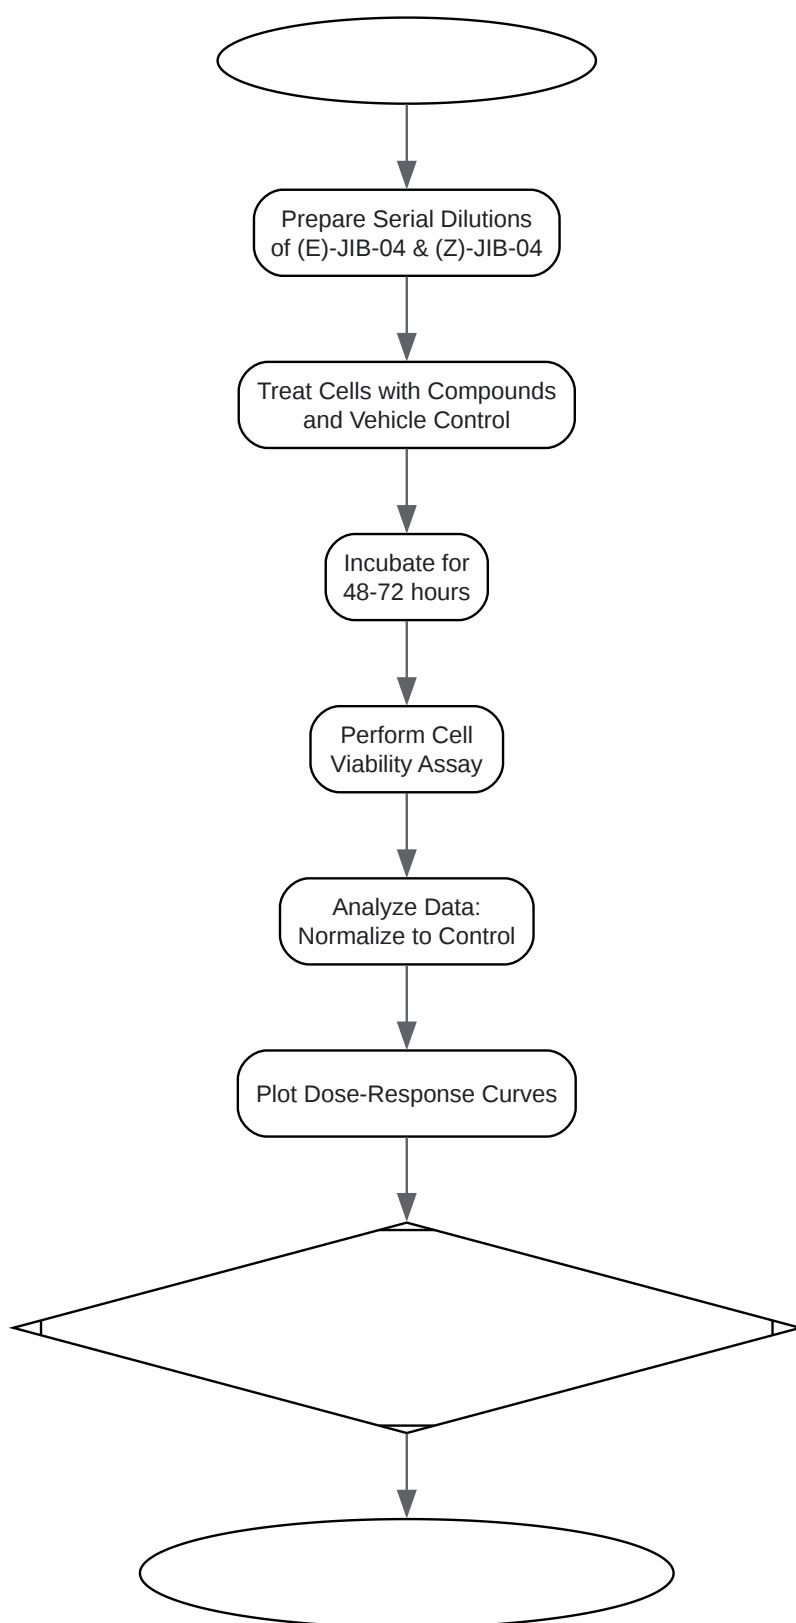 Prepare Serial Dilutions
of (E)-JIB-04 & (Z)-JIB-04
Treat Cells with Compounds
and Vehicle Control
Incubate for
48-72 hours
Perform Cell
Viability Assay
Analyze Data:
Normalize to Control
Plot Dose-Response Curves